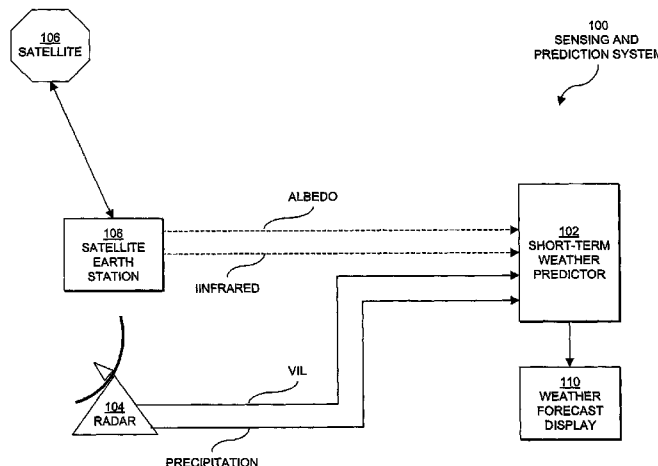 106
SATELLITE
100
SENSING AND
PREDICTION SYSTEM
ALBEDO
108
SATELLITE
EARTH
STATION
IINFRARED
102
SHORT-TERM
WEATHER
PREDICTOR
VIL
104
RADAR
110
WEATHER
FORECAST
DISPLAY
PRECIPITATION